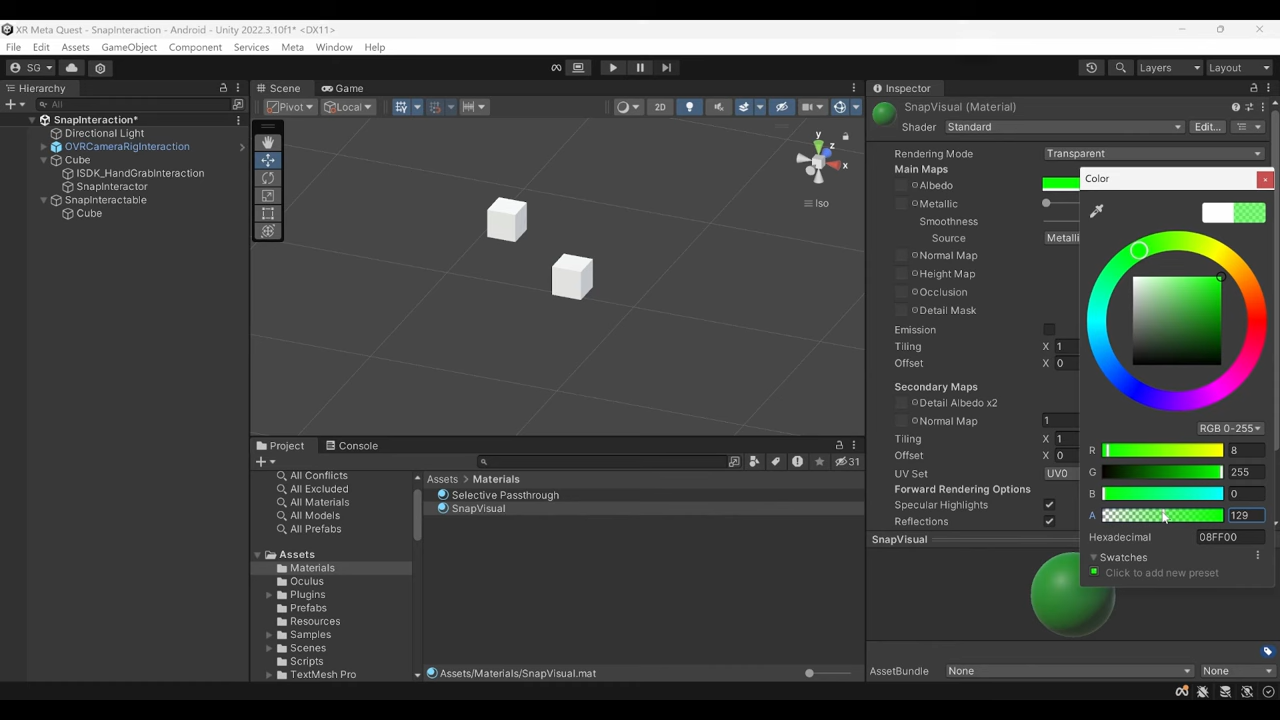 XR Meta Quest - SnapInteraction - Android - Unity 2022.3.10f1* <DX11>
File Edit Assets GameObject Component Services Meta Window Help
SG
Layers Layout
Hierarchy
All
SnapInteraction*
Directional Light
OVRCameraRigInteraction
Cube
ISDK_HandGrabInteraction
SnapInteractor
SnapInteractable
Cube
Scene Game
Pivot Local 2D
y
z
x
Iso
Project Console
31
All Conflicts
All Excluded
All Materials
All Models
All Prefabs
Assets
Materials
Oculus
Plugins
Prefabs
Resources
Samples
Scenes
Scripts
TextMesh Pro
Assets > Materials
Selective Passthrough
SnapVisual
Assets/Materials/SnapVisual.mat
Inspector
SnapVisual (Material)
Shader Standard Edit...
Rendering Mode Transparent
Main Maps
Albedo
Metallic
Smoothness
Source Metalli
Normal Map
Height Map
Occlusion
Detail Mask
Emission
Tiling X 1
Offset X 0
Secondary Maps
Detail Albedo x2
Normal Map 1
Tiling X 1
Offset X 0
UV Set UV0
Forward Rendering Options
Specular Highlights
Reflections
SnapVisual
AssetBundle None None
Color
RGB 0-255
R 8
G 255
B 0
A 129
Hexadecimal 08FF00
Swatches
Click to add new preset